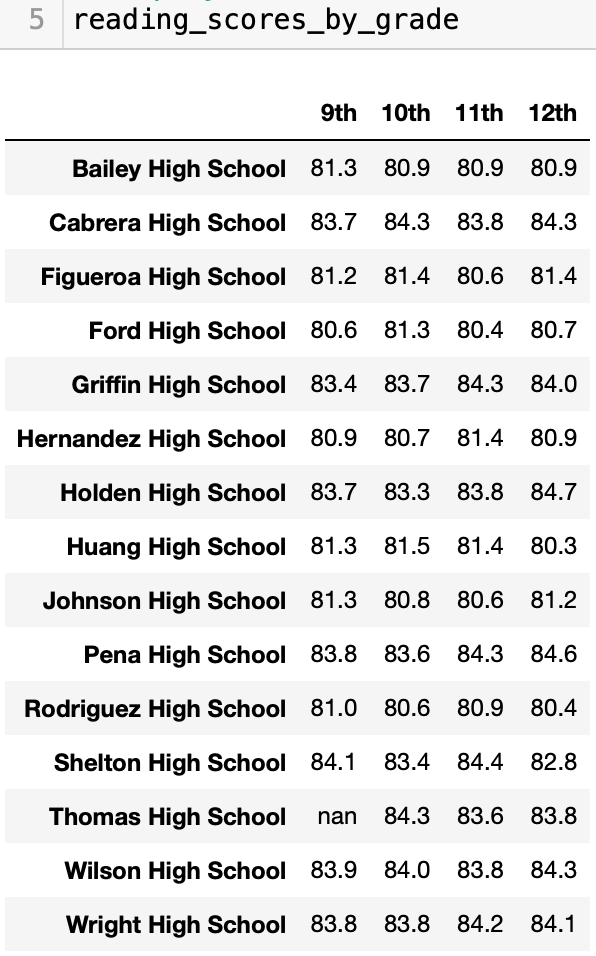 5 reading_scores_by_grade
9th 10th 11th 12th
Bailey High School 81.3 80.9 80.9 80.9
Cabrera High School 83.7 84.3 83.8 84.3
Figueroa High School 81.2 81.4 80.6 81.4
Ford High School 80.6 81.3 80.4 80.7
Griffin High School 83.4 83.7 84.3 84.0
Hernandez High School 80.9 80.7 81.4 80.9
Holden High School 83.7 83.3 83.8 84.7
Huang High School 81.3 81.5 81.4 80.3
Johnson High School 81.3 80.8 80.6 81.2
Pena High School 83.8 83.6 84.3 84.6
Rodriguez High School 81.0 80.6 80.9 80.4
Shelton High School 84.1 83.4 84.4 82.8
Thomas High School nan 84.3 83.6 83.8
Wilson High School 83.9 84.0 83.8 84.3
Wright High School 83.8 83.8 84.2 84.1